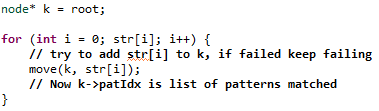 node* k = root;
for (int i = 0; str[i]; i++) {
// try to add str[i] to k, if failed keep failing
move(k, str[i]);
// Now k->patIdx is list of patterns matched
}